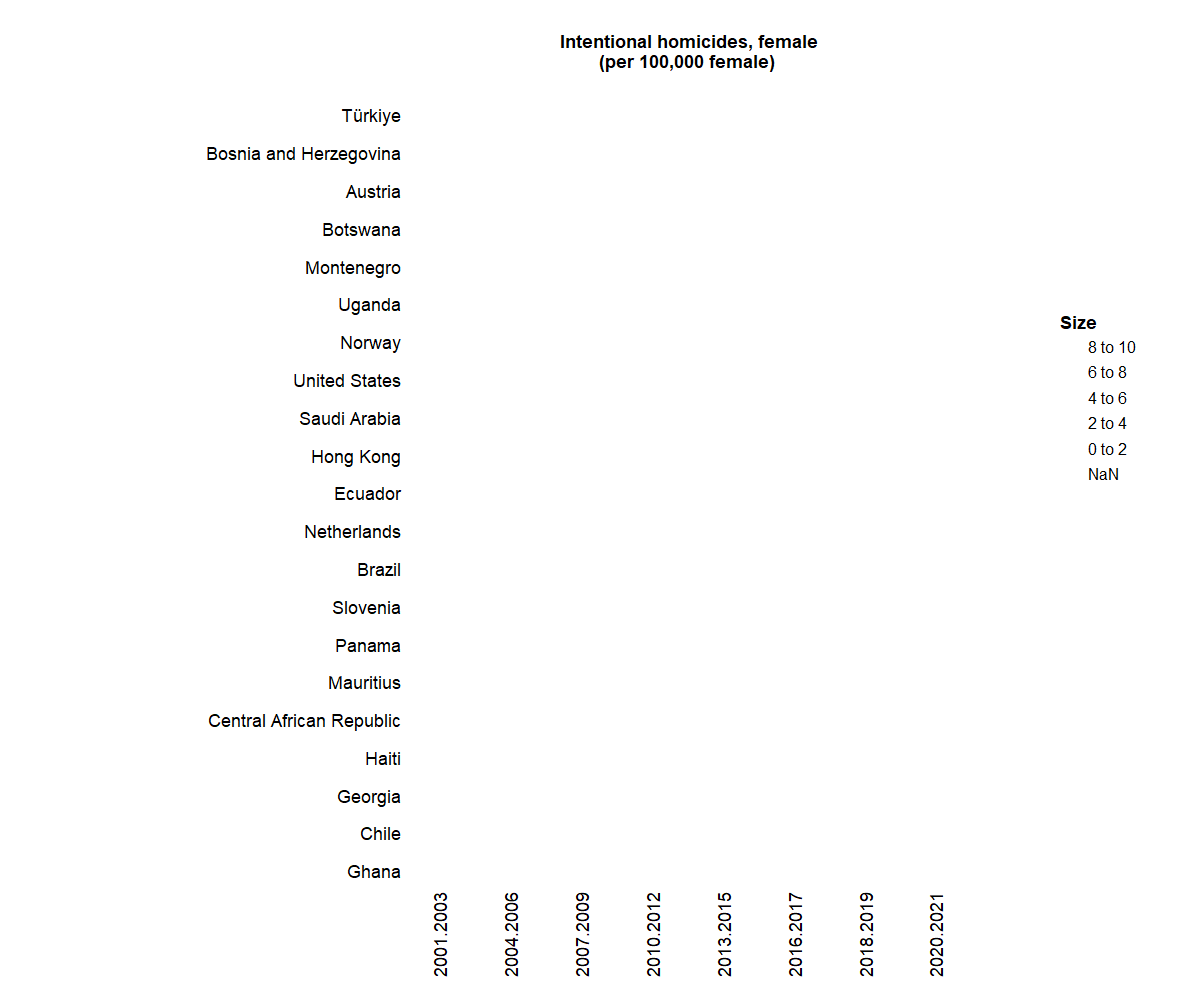 Intentional homicides, female
(per 100,000 female)
Türkiye
Bosnia and Herzegovina
Austria
Botswana
Montenegro
Uganda
Norway
United States
Saudi Arabia
Hong Kong
Ecuador
Netherlands
Brazil
Slovenia
Panama
Mauritius
Central African Republic
Haiti
Georgia
Chile
Ghana
2001.2003
2004.2006
2007.2009
2010.2012
2013.2015
2016.2017
2018.2019
2020.2021
Size
8 to 10
6 to 8
4 to 6
2 to 4
0 to 2
NaN